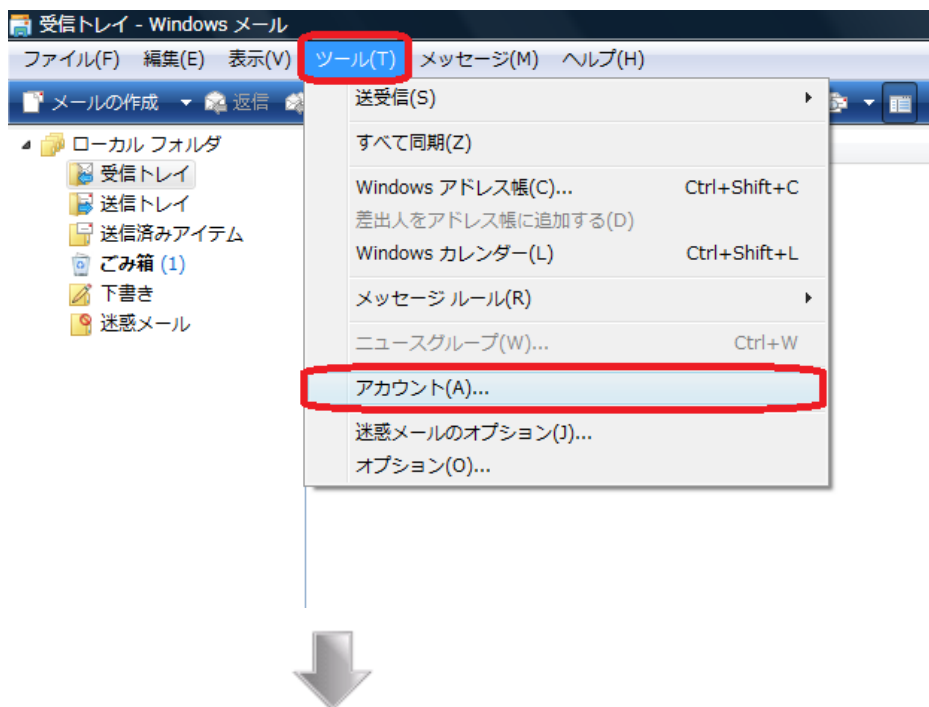 受信トレイ - Windows メール
ファイル(F) 編集(E) 表示(V) ツール(T) メッセージ(M) ヘルプ(H)
メールの作成 返信
ローカル フォルダ
受信トレイ
送信トレイ
送信済みアイテム
ごみ箱 (1)
下書き
迷惑メール
送受信(S)
すべて同期(Z)
Windows アドレス帳(C)... Ctrl+Shift+C
差出人をアドレス帳に追加する(D)
Windows カレンダー(L) Ctrl+Shift+L
メッセージ ルール(R)
ニュースグループ(W)... Ctrl+W
アカウント(A)...
迷惑メールのオプション(J)...
オプション(O)...